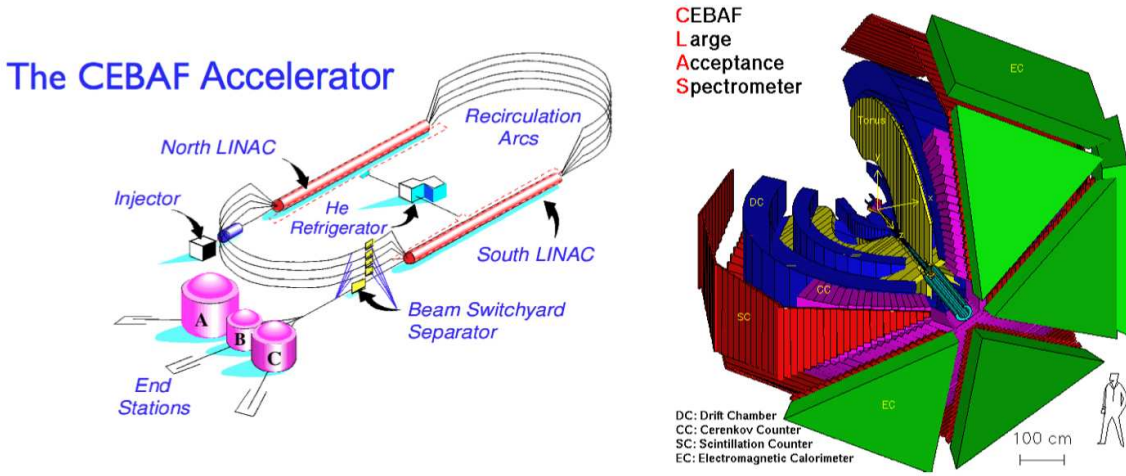 The CEBAF Accelerator
Recirculation
Arcs
North LINAC
Injector
He
Refrigerator
South LINAC
Beam Switchyard
Separator
A
B
C
End
Stations
CEBAF
Large
Acceptance
Spectrometer
EC
Torus
y
x
z
DC
CC
SC
EC
DC: Drift Chamber
CC: Cerenkov Counter
SC: Scintillation Counter
EC: Electromagnetic Calorimeter
100 cm